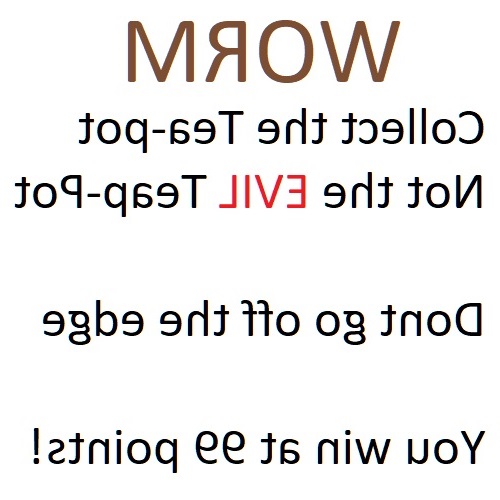 WORM
Collect the Tea-pot
Not the EVIL Teap-Pot
Dont go off the edge
You win at 99 points!